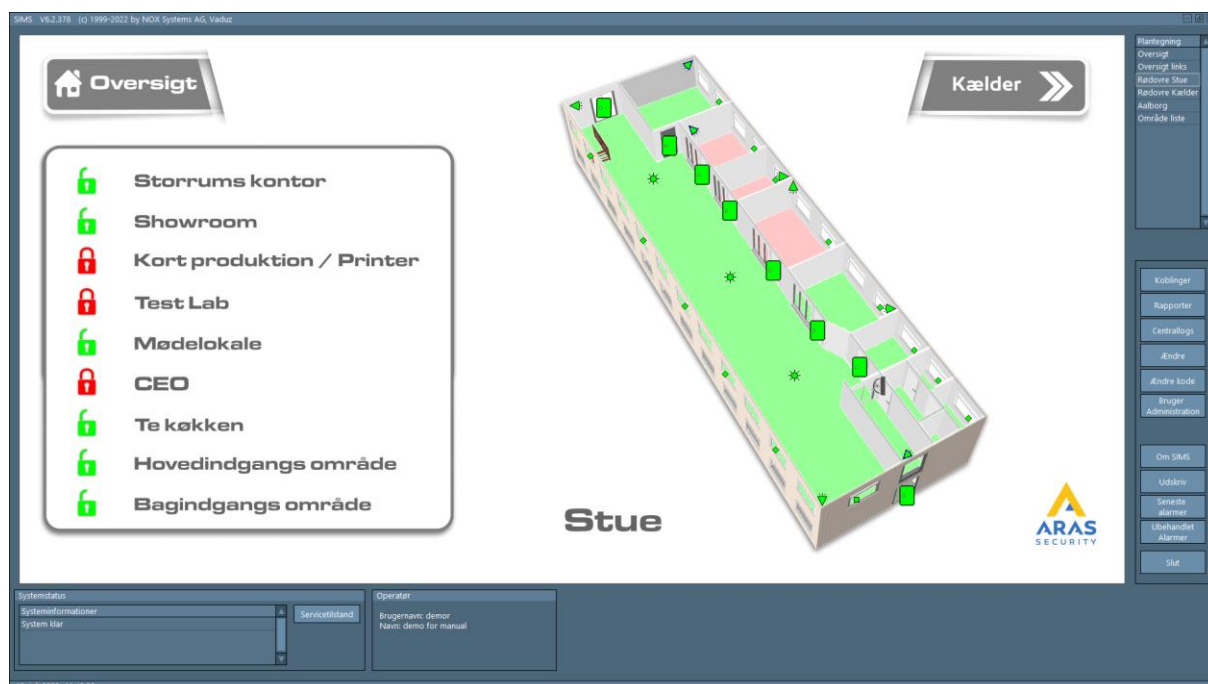 SIMS V6.2.378 (c) 1999-2022 by NOX Systems AG, Vaduz
Oversigt
Kælder
Storrums kontor
Showroom
Kort produktion / Printer
Test Lab
Mødelokale
CEO
Te køkken
Hovedindgangs område
Bagindgangs område
Stue
ARAS
SECURITY
Plantegning
Oversigt
Oversigt links
Rødovre Stue
Rødovre Kælder
Aalborg
Område liste
Koblinger
Rapporter
Centrallogs
Ændre
Ændre kode
Bruger
Administration
Om SIMS
Udskriv
Seneste
alarmer
Ubehandlet
Alarmer
Slut
Systemstatus
Systeminformationer
System klar
Servicetilstand
Operatør
Brugernavn: demor
Navn: demo for manual